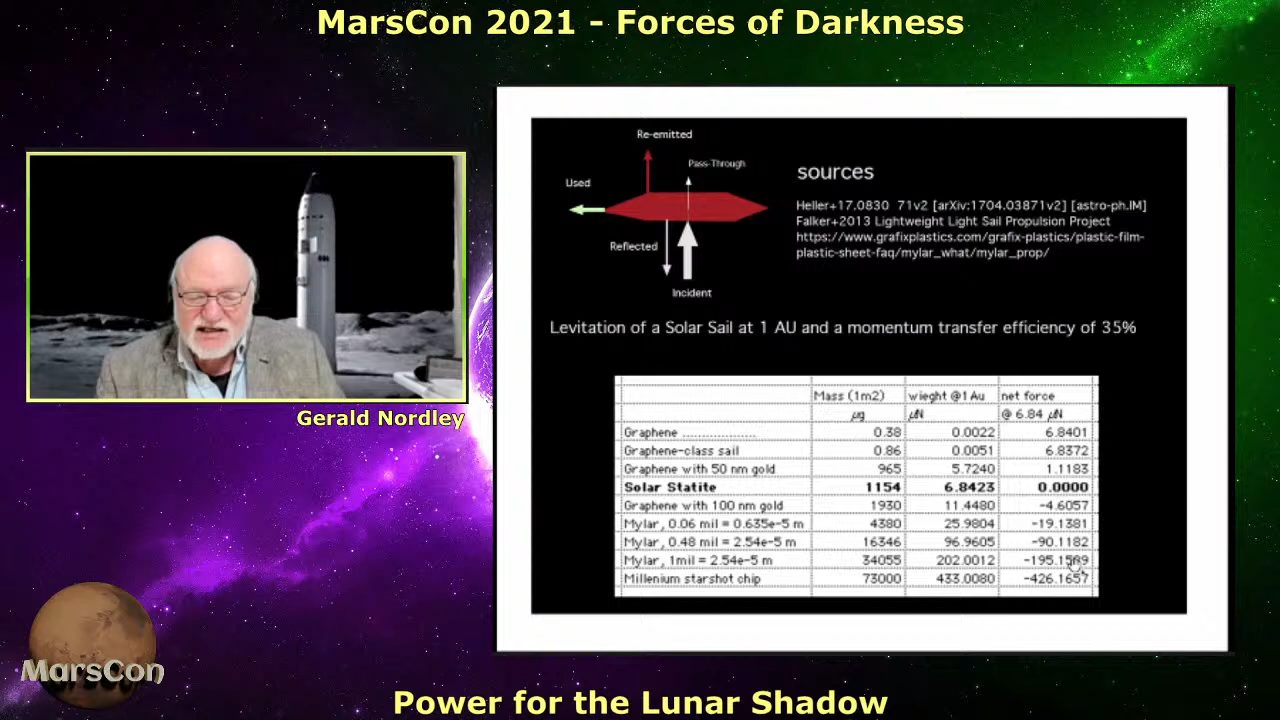 MarsCon 2021 - Forces of Darkness
Re-emitted
Pass-Through
Used
Reflected
Incident
sources
Heller+17.0830 71v2 [arXiv:1704.03871v2] [astro-ph.IM]
Falker+2013 Lightweight Light Sail Propulsion Project
https://www.grafixplastics.com/grafix-plastics/plastic-film-
plastic-sheet-faq/mylar_what/mylar_prop/
Levitation of a Solar Sail at 1 AU and a momentum transfer efficiency of 35%
Mass (1m2) wieght @1 Au net force
µg µN @ 6.84 µN
Graphene .................... 0.38 0.0022 6.8401
Graphene-class sail 0.86 0.0051 6.8372
Graphene with 50 nm gold 965 5.7240 1.1183
Solar Statite 1154 6.8423 0.0000
Graphene with 100 nm gold 1930 11.4480 -4.6057
Mylar, 0.06 mil = 0.635e-5 m 4380 25.9804 -19.1381
Mylar, 0.48 mil = 2.54e-5 m 16346 96.9605 -90.1182
Mylar, 1mil = 2.54e-5 m 34055 202.0012 -195.1589
Millenium starshot chip 73000 433.0080 -426.1657
Gerald Nordley
MarsCon
Power for the Lunar Shadow